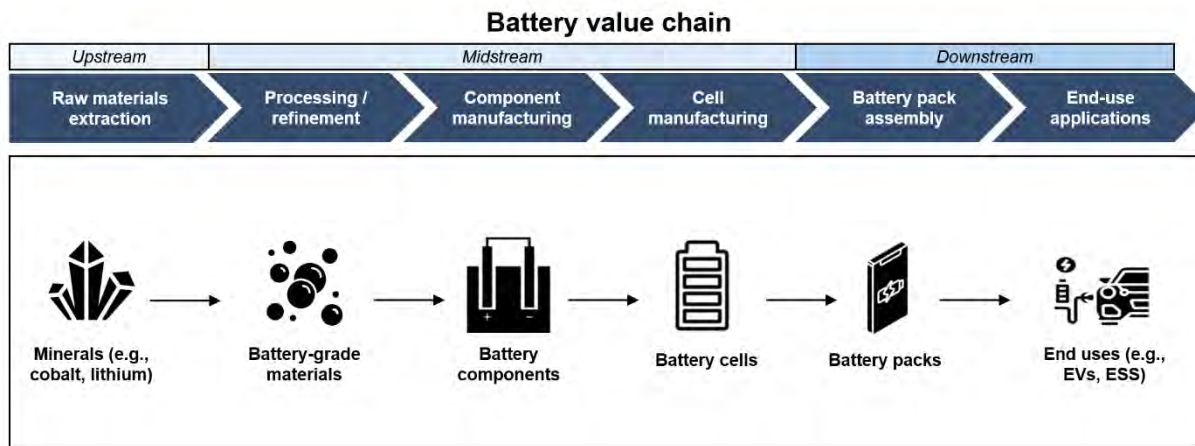 Battery value chain
Upstream
Midstream
Downstream
Raw materials
extraction
Processing /
refinement
Component
manufacturing
Cell
manufacturing
Battery pack
assembly
End-use
applications
+ −
Minerals (e.g.,
cobalt, lithium)
Battery-grade
materials
Battery
components
Battery cells
Battery packs
End uses (e.g.,
EVs, ESS)